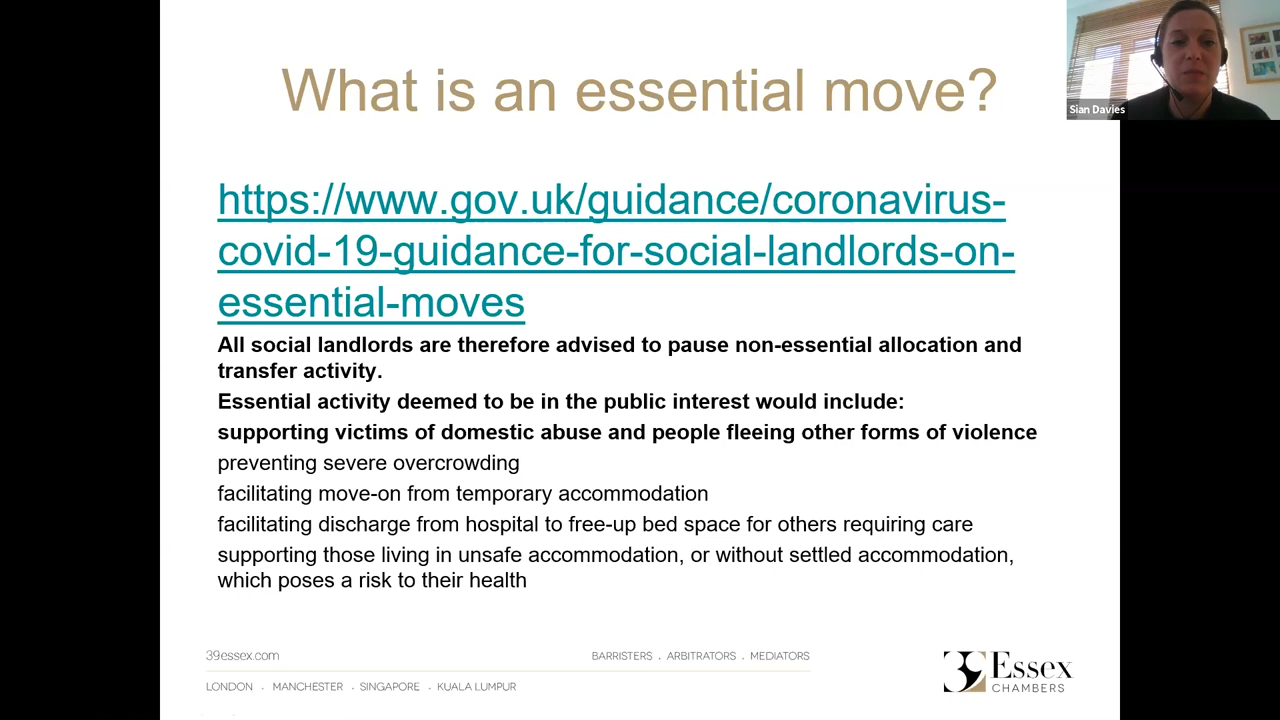 What is an essential move?
Sian Davies
https://www.gov.uk/guidance/coronavirus-
covid-19-guidance-for-social-landlords-on-
essential-moves
All social landlords are therefore advised to pause non-essential allocation and
transfer activity.
Essential activity deemed to be in the public interest would include:
supporting victims of domestic abuse and people fleeing other forms of violence
preventing severe overcrowding
facilitating move-on from temporary accommodation
facilitating discharge from hospital to free-up bed space for others requiring care
supporting those living in unsafe accommodation, or without settled accommodation,
which poses a risk to their health
39essex.com
BARRISTERS . ARBITRATORS . MEDIATORS
LONDON . MANCHESTER . SINGAPORE . KUALA LUMPUR
39 Essex
CHAMBERS